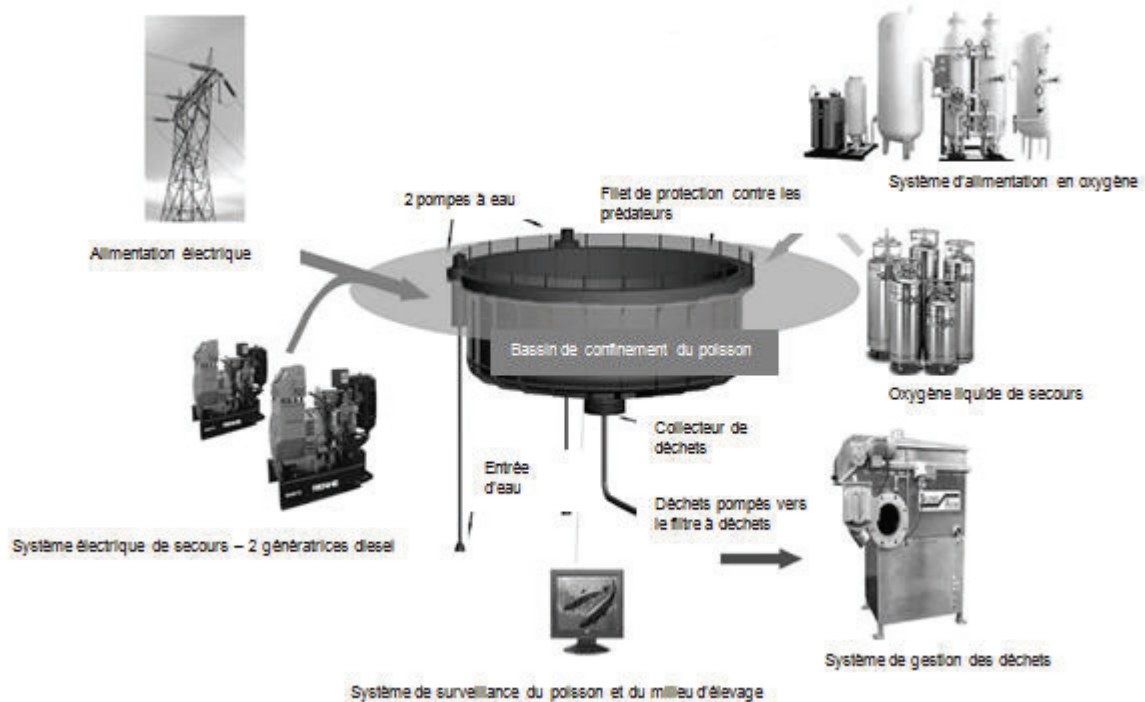 Système d'alimentation en oxygène
2 pompes à eau
Filet de protection contre les
prédateurs
Alimentation électrique
Bassin de confinement du poisson
Oxygène liquide de secours
Collecteur de
déchets
Entrée
d'eau
Déchets pompés vers
le filtre à déchets
Système électrique de secours – 2 génératrices diesel
Système de gestion des déchets
Système de surveillance du poisson et du milieu d'élevage